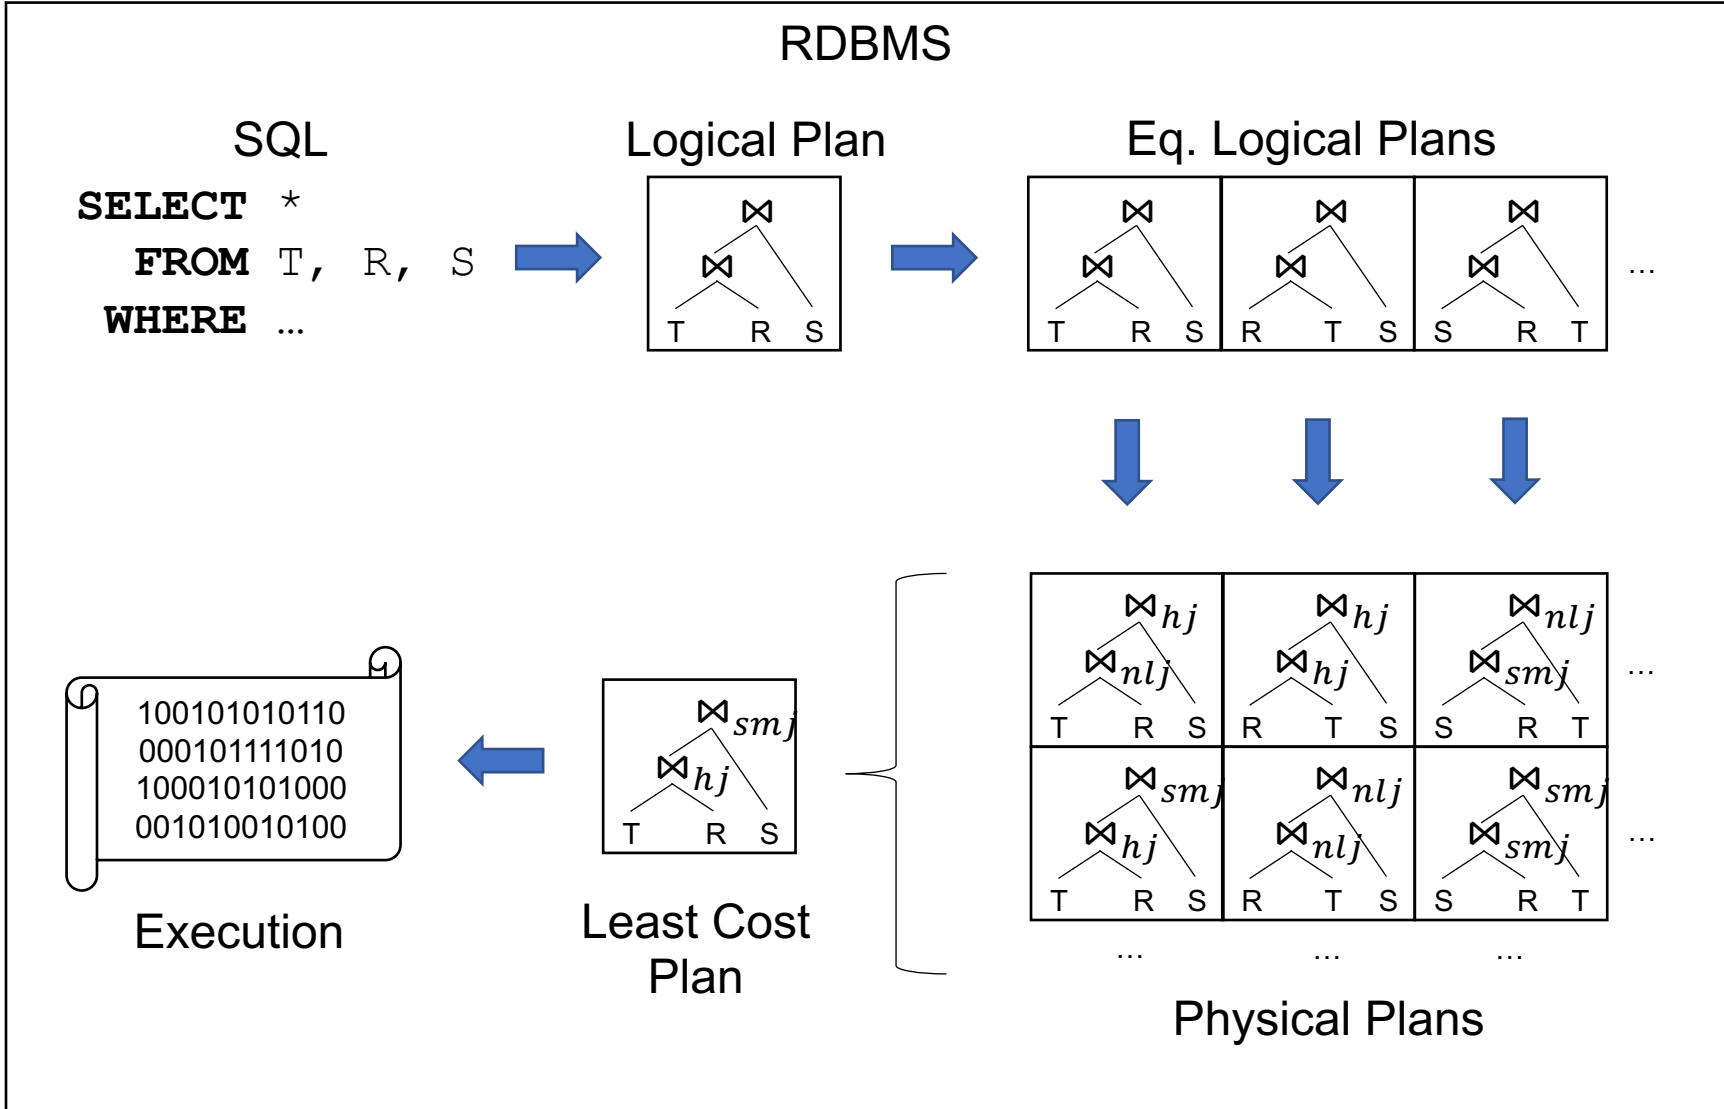 RDBMS
SQL
SELECT *
FROM T, R, S
WHERE …
Logical Plan
⋈
⋈
T R S
Eq. Logical Plans
⋈ ⋈ ⋈
⋈ ⋈ ⋈ …
T R S R T S S R T
⋈hj ⋈hj ⋈nlj
⋈nlj ⋈hj ⋈smj …
T R S R T S S R T
⋈smj ⋈nlj ⋈smj
⋈hj ⋈nlj ⋈smj …
T R S R T S S R T
… … …
Physical Plans
⋈smj
⋈hj
T R S
Least Cost
Plan
100101010110
000101111010
100010101000
001010010100
Execution